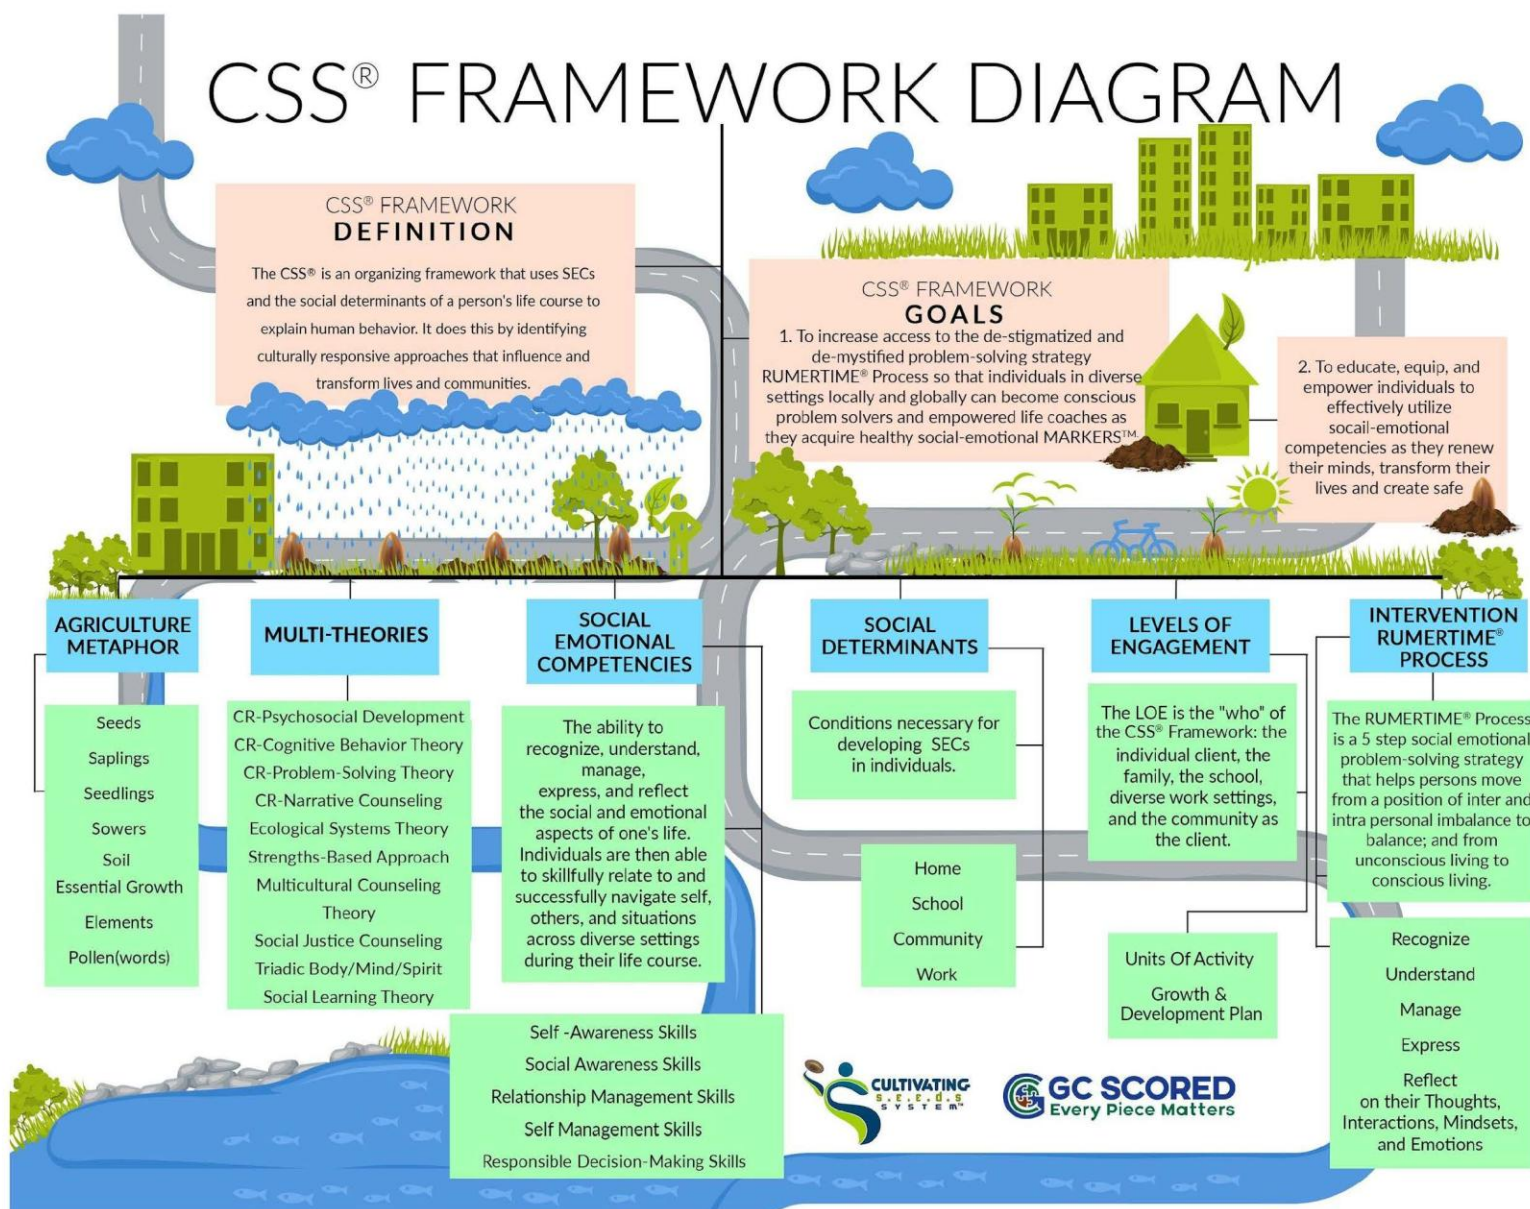 CSS® FRAMEWORK DIAGRAM
CSS® FRAMEWORK
DEFINITION
The CSS® is an organizing framework that uses SECs
and the social determinants of a person's life course to
explain human behavior. It does this by identifying
culturally responsive approaches that influence and
transform lives and communities.
CSS® FRAMEWORK
GOALS
1. To increase access to the de-stigmatized and
de-mystified problem-solving strategy
RUMERTIME® Process so that individuals in diverse
settings locally and globally can become conscious
problem solvers and empowered life coaches as
they acquire healthy social-emotional MARKERS™
2. To educate, equip, and
empower individuals to
effectively utilize
socail-emotional
competencies as they renew
their minds, transform their
lives and create safe
AGRICULTURE
METAPHOR
Seeds
Saplings
Seedlings
Sowers
Soil
Essential Growth
Elements
Pollen(words)
MULTI-THEORIES
CR-Psychosocial Development
CR-Cognitive Behavior Theory
CR-Problem-Solving Theory
CR-Narrative Counseling
Ecological Systems Theory
Strengths-Based Approach
Multicultural Counseling
Theory
Social Justice Counseling
Triadic Body/Mind/Spirit
Social Learning Theory
SOCIAL
EMOTIONAL
COMPETENCIES
The ability to
recognize, understand,
manage,
express, and reflect
the social and emotional
aspects of one's life.
Individuals are then able
to skillfully relate to and
successfully navigate self,
others, and situations
across diverse settings
during their life course.
Self -Awareness Skills
Social Awareness Skills
Relationship Management Skills
Self Management Skills
Responsible Decision-Making Skills
SOCIAL
DETERMINANTS
Conditions necessary for
developing SECs
in individuals.
Home
School
Community
Work
LEVELS OF
ENGAGEMENT
The LOE is the "who" of
the CSS® Framework: the
individual client, the
family, the school,
diverse work settings,
and the community as
the client.
Units Of Activity
Growth &
Development Plan
INTERVENTION
RUMERTIME®
PROCESS
The RUMERTIME® Process
is a 5 step social emotional
problem-solving strategy
that helps persons move
from a position of inter and
intra personal imbalance to
balance; and from
unconscious living to
conscious living.
Recognize
Understand
Manage
Express
Reflect
on their Thoughts,
Interactions, Mindsets,
and Emotions
CULTIVATING
s.e.e.d.s
SYSTEM™
GC SCORED
Every Piece Matters